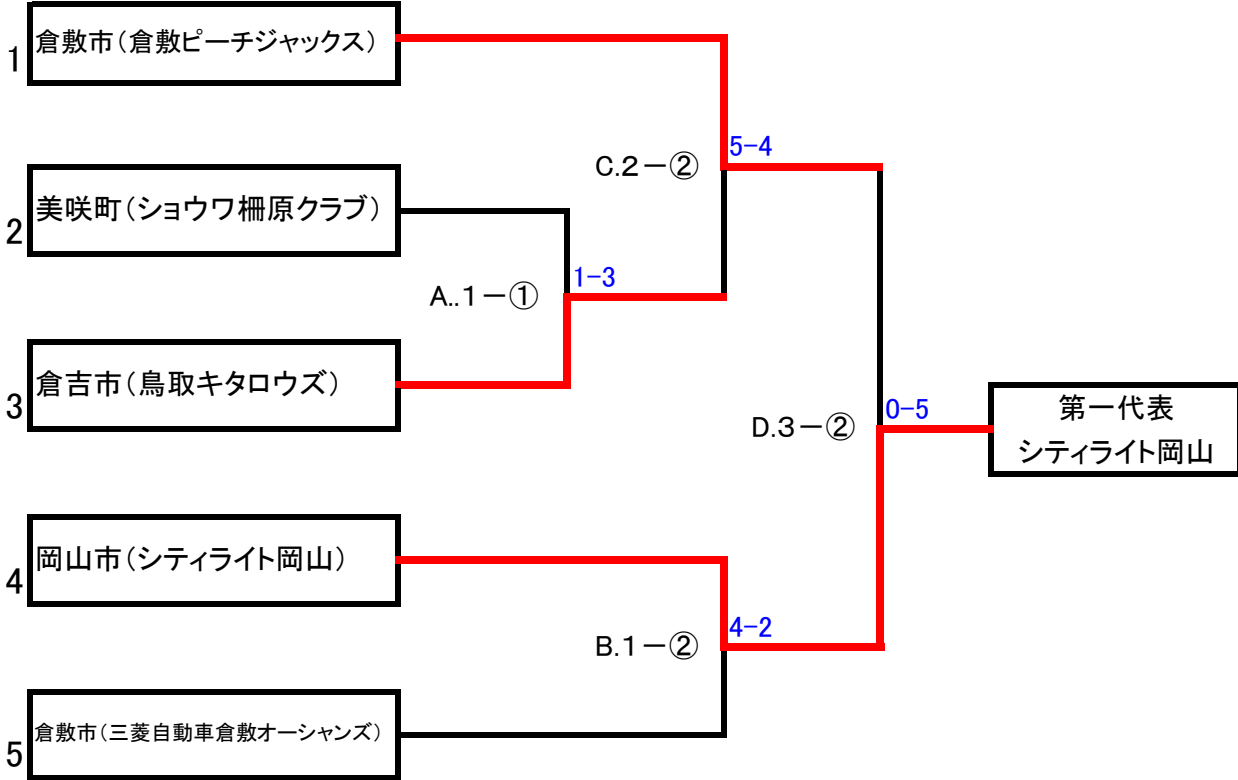 1
倉敷市(倉敷ピーチジャックス)
C.2-②
5-4
2
美咲町(ショウワ柵原クラブ)
A..1-①
1-3
3
倉吉市(鳥取キタロウズ)
D.3-②
0-5
第一代表
シティライト岡山
4
岡山市(シティライト岡山)
B.1-②
4-2
5
倉敷市(三菱自動車倉敷オーシャンズ)